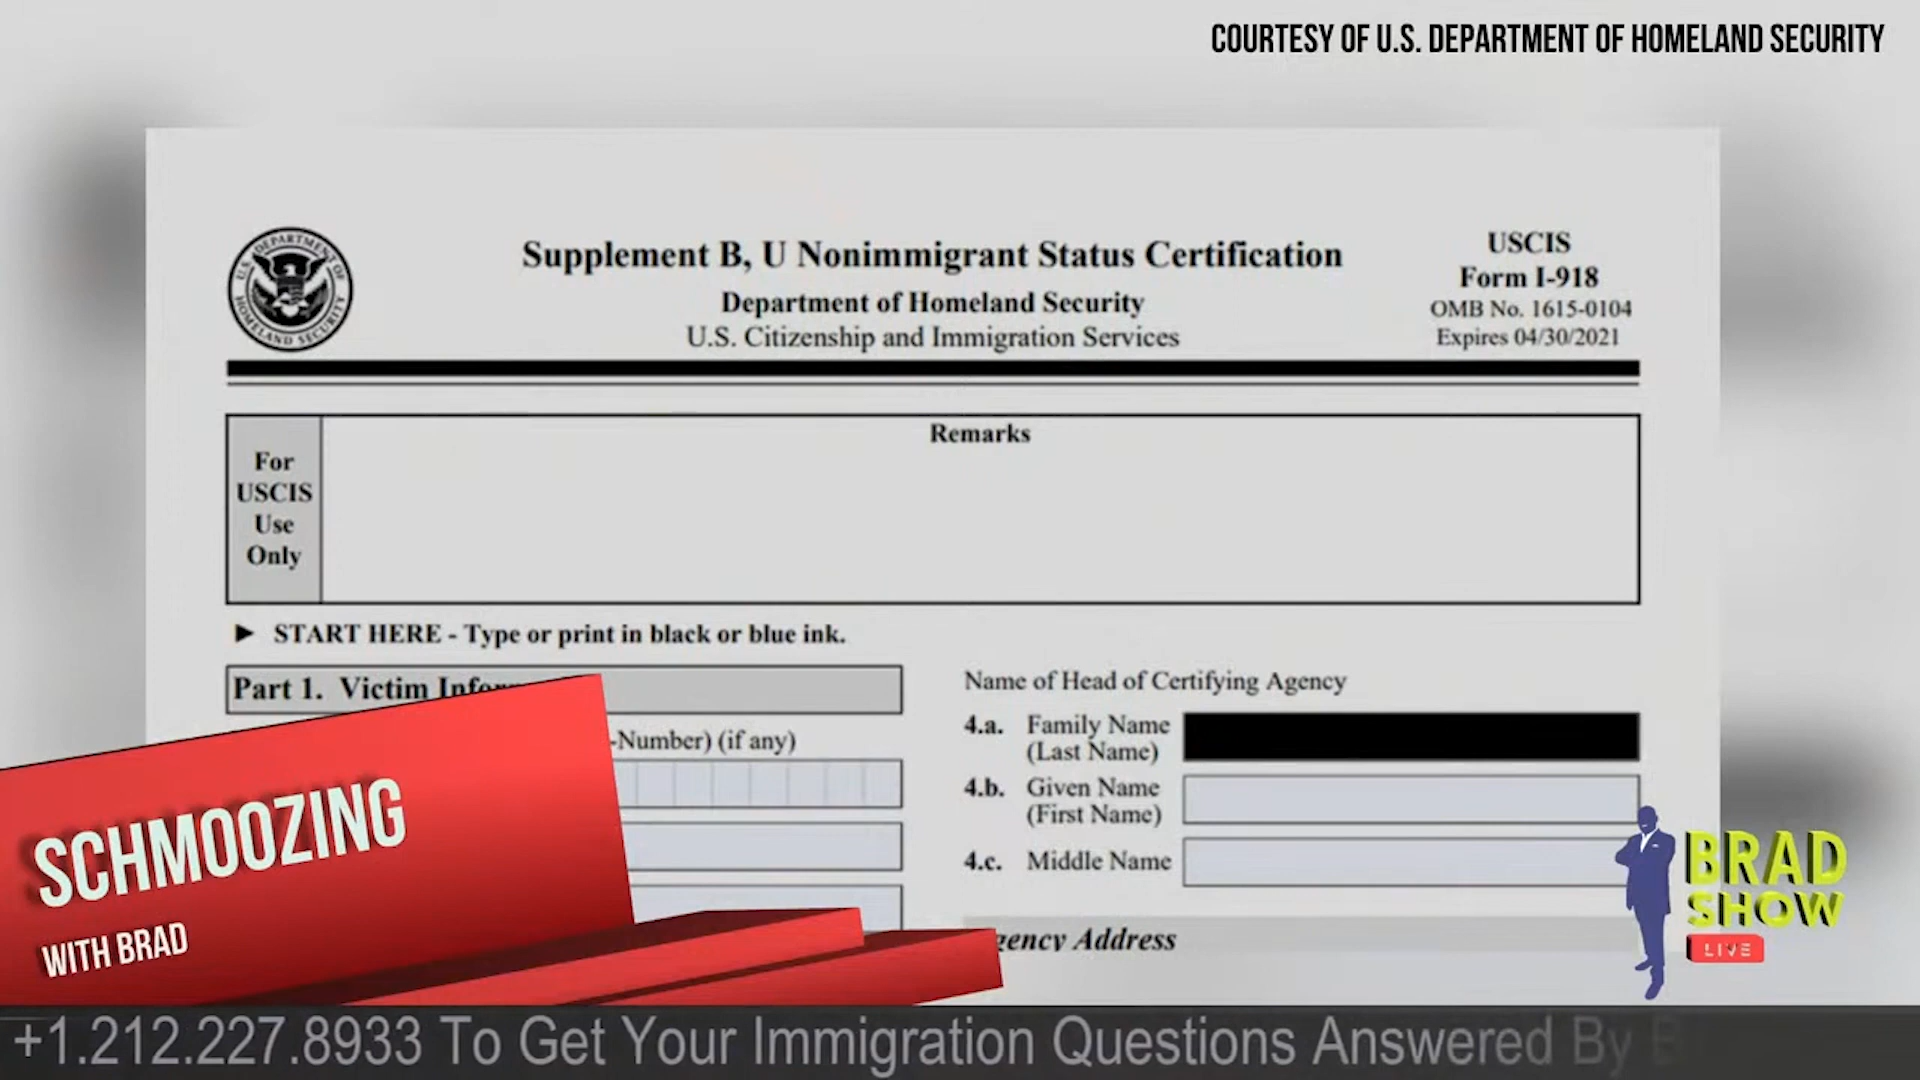 COURTESY OF U.S. DEPARTMENT OF HOMELAND SECURITY
U.S. DEPARTMENT OF
HOMELAND SECURITY
Supplement B, U Nonimmigrant Status Certification
Department of Homeland Security
U.S. Citizenship and Immigration Services
USCIS
Form I-918
OMB No. 1615-0104
Expires 04/30/2021
For
USCIS
Use
Only
Remarks
► START HERE - Type or print in black or blue ink.
Part 1. Victim
-Number) (if any)
Name of Head of Certifying Agency
4.a. Family Name
(Last Name)
4.b. Given Name
(First Name)
4.c. Middle Name
Address
SCHMOOZING
WITH BRAD
BRAD
SHOW
LIVE
+1.212.227.8933 To Get Your Immigration Questions Answered By